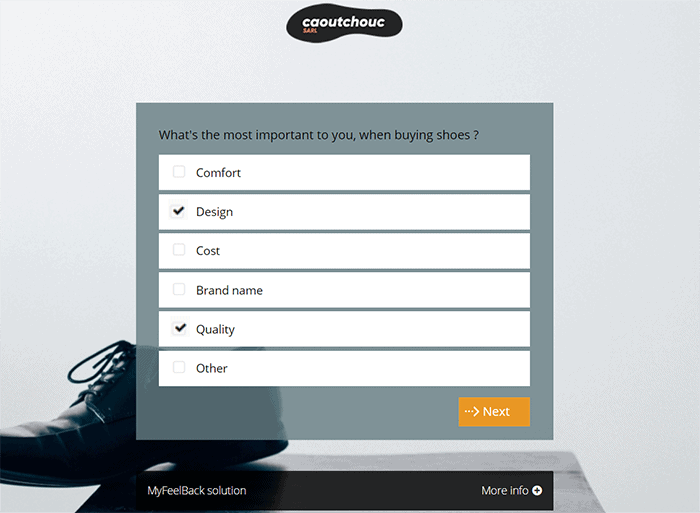 caoutchouc
SARL
What's the most important to you, when buying shoes ?
Comfort
Design
Cost
Brand name
Quality
Other
Next
MyFeelBack solution
More info